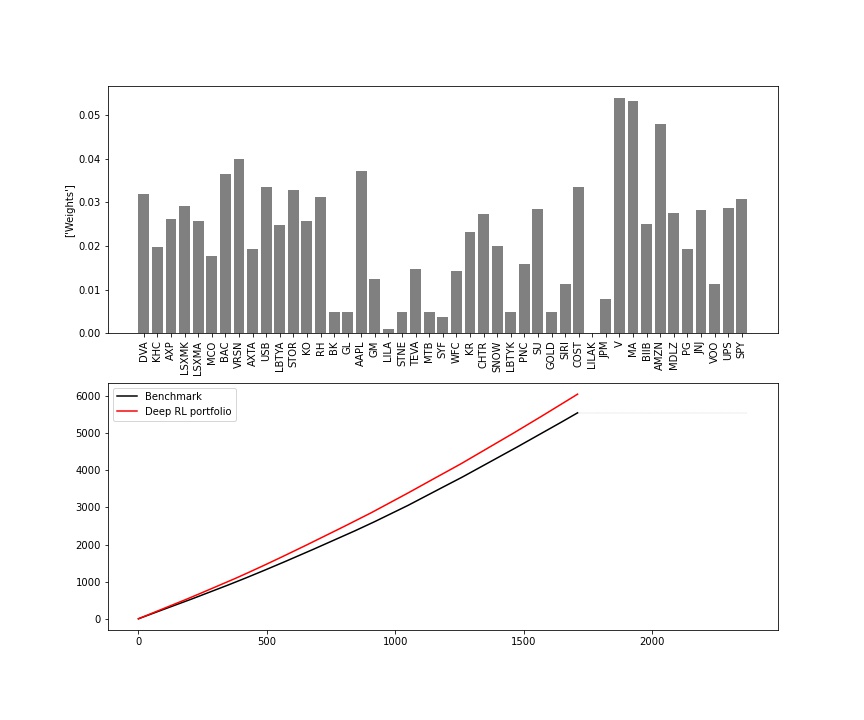 0.05
0.04
0.03
0.02
0.01
0.00
['Weights']
DVA KHC AXP LSXMK LSXMA MCO BAC VRSN AXTA USB LBTYA STOR KO RH BK GL AAPL GM LILA STNE TEVA MTB SYF WFC KR CHTR SNOW LBTYK PNC SU GOLD SIRI COST LILAK JPM V MA BIIB AMZN MDLZ PG JNJ VOO UPS SPY
Benchmark
Deep RL portfolio
6000
5000
4000
3000
2000
1000
0
0 500 1000 1500 2000